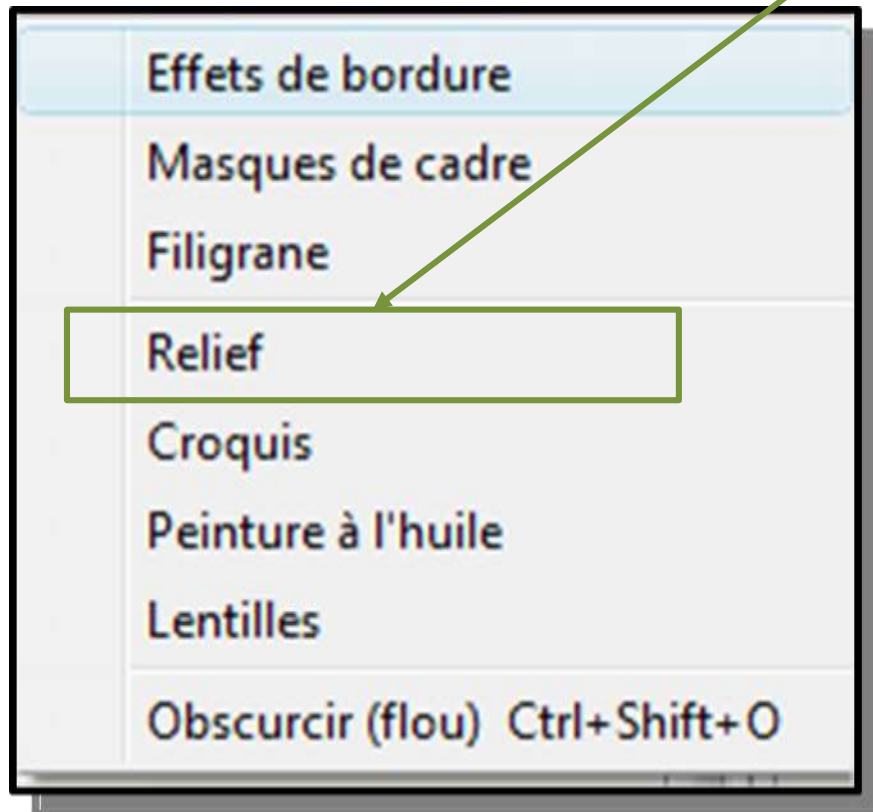 Effets de bordure
Masques de cadre
Filigrane
Relief
Croquis
Peinture à l'huile
Lentilles
Obscurcir (flou) Ctrl+Shift+O